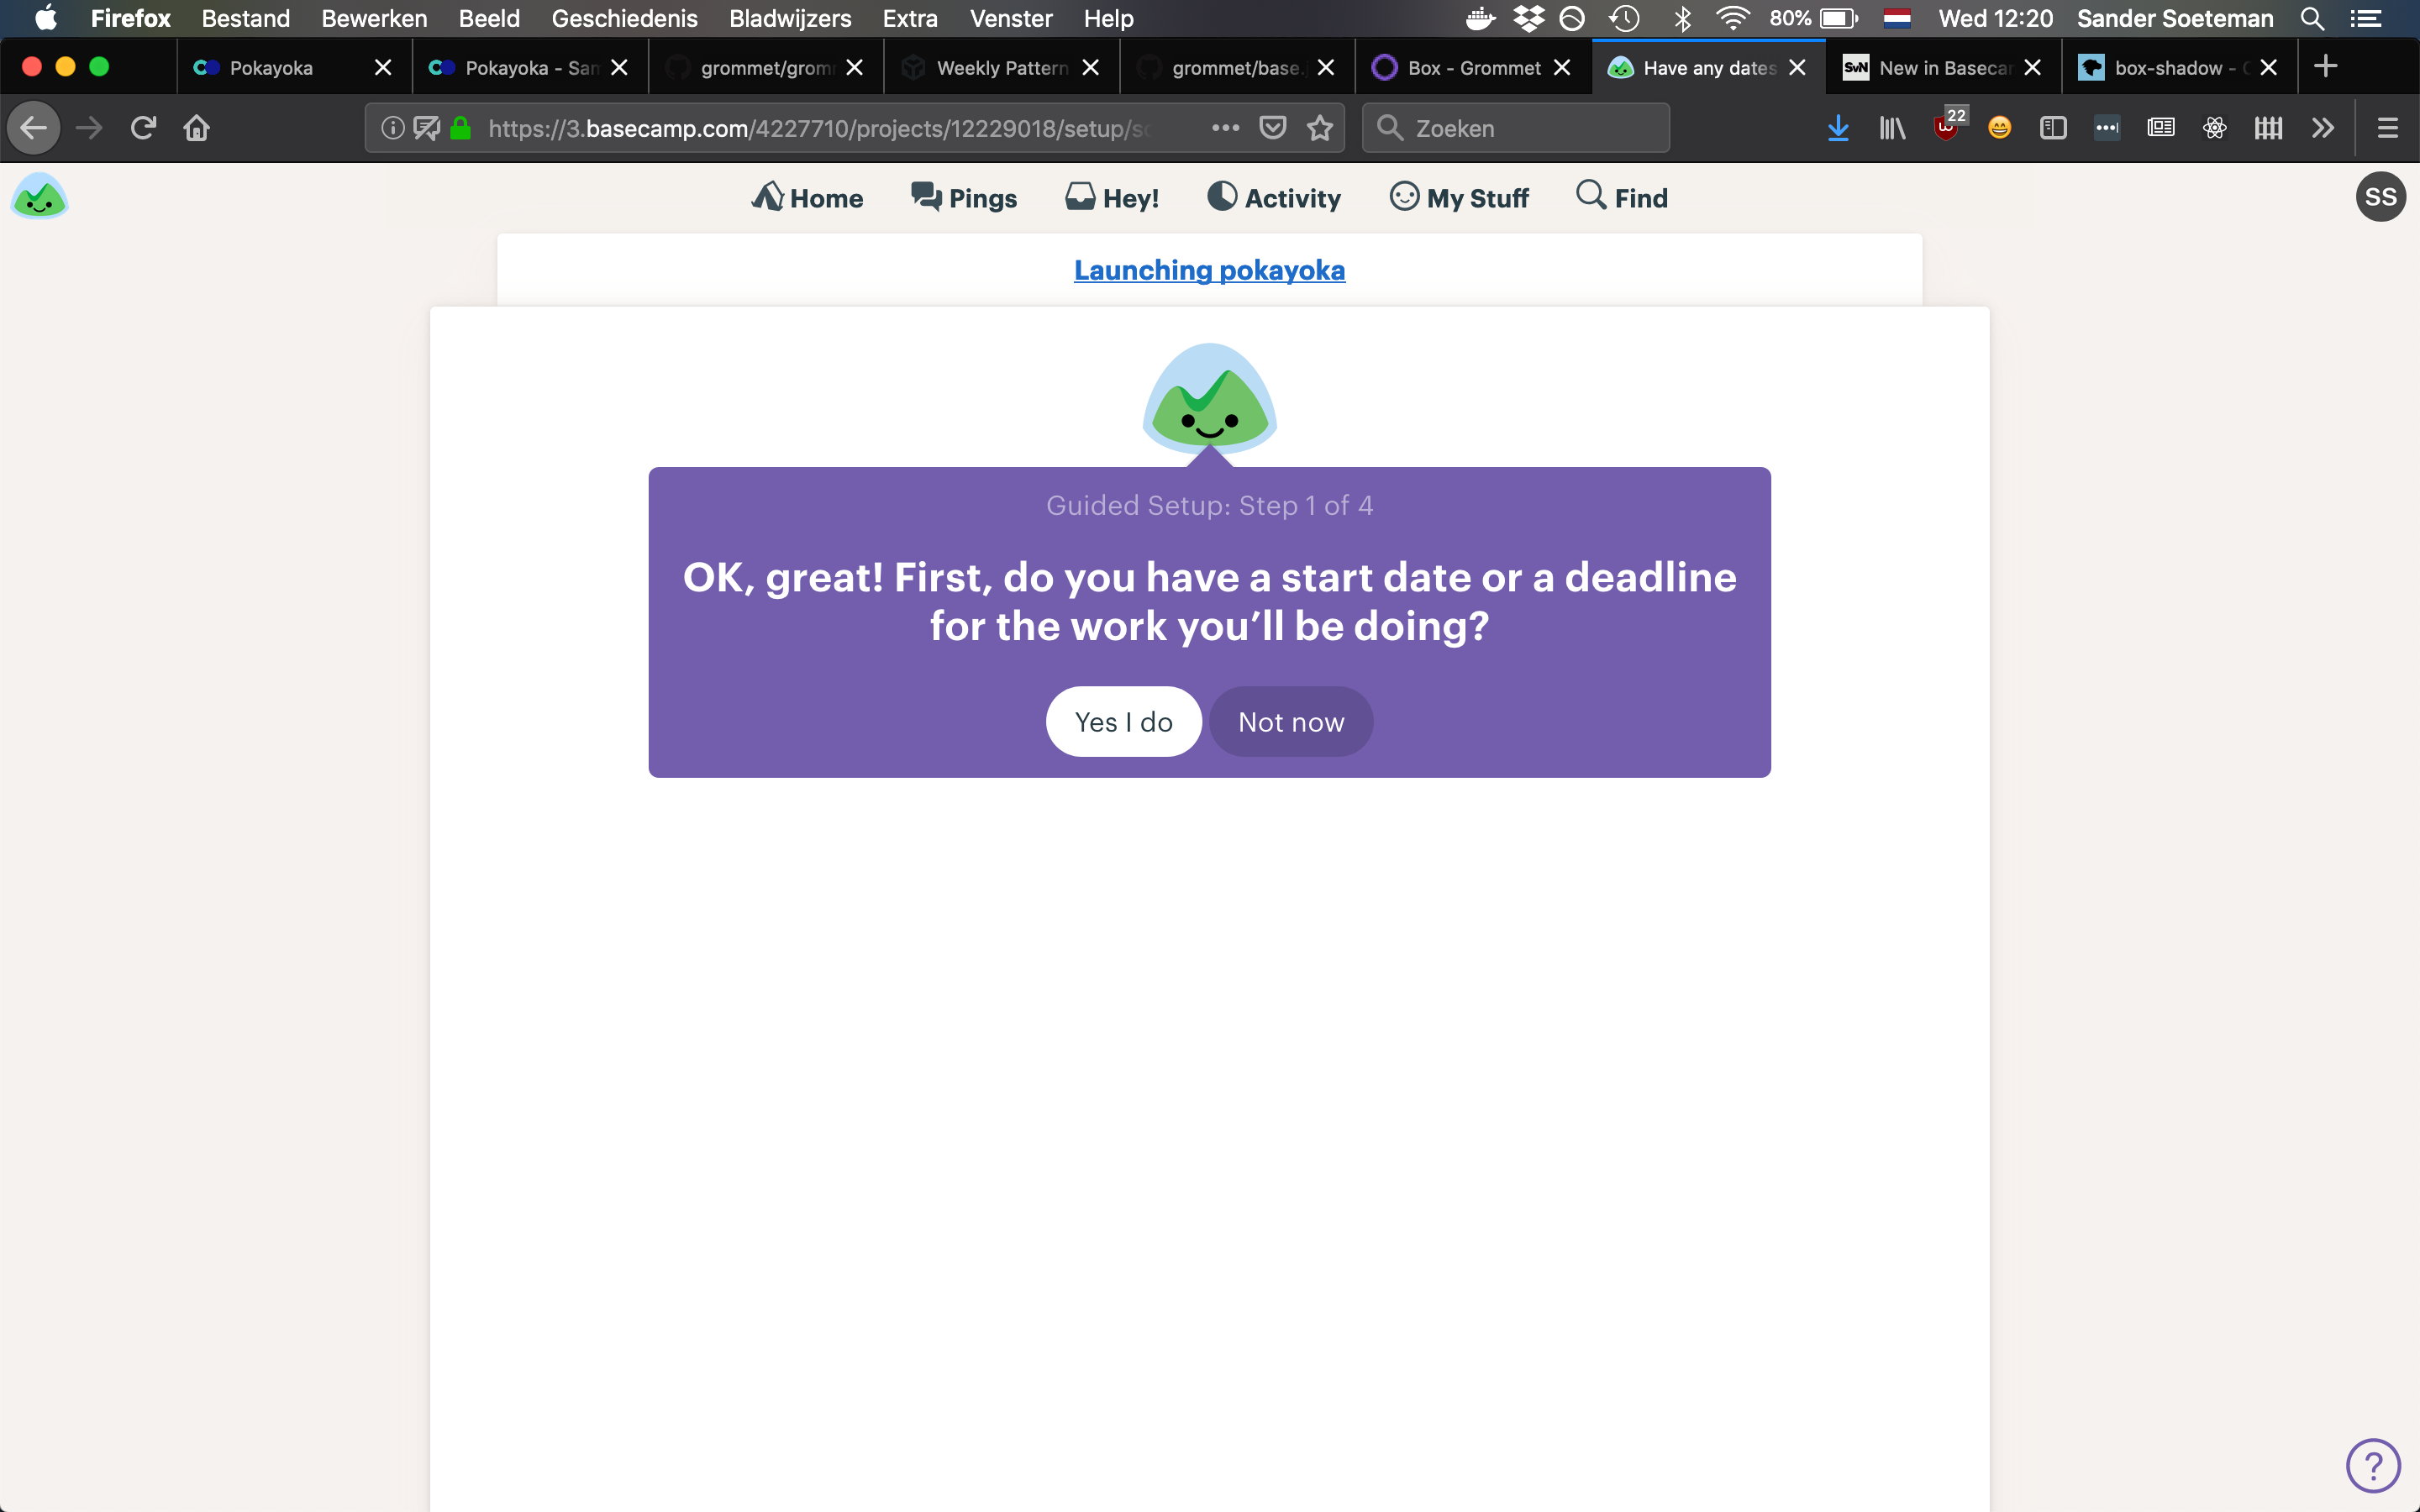 Firefox Bestand Bewerken Beeld Geschiedenis Bladwijzers Extra Venster Help 80% Wed 12:20 Sander Soeteman
Pokayoka Pokayoka - San grommet/grom Weekly Pattern grommet/base. Box - Grommet Have any dates SvN New in Baseca box-shadow -
https://3.basecamp.com/4227710/projects/12229018/setup/sc Zoeken 22
Home Pings Hey! Activity My Stuff Find SS
Launching pokayoka
Guided Setup: Step 1 of 4
OK, great! First, do you have a start date or a deadline
for the work you’ll be doing?
Yes I do Not now
?